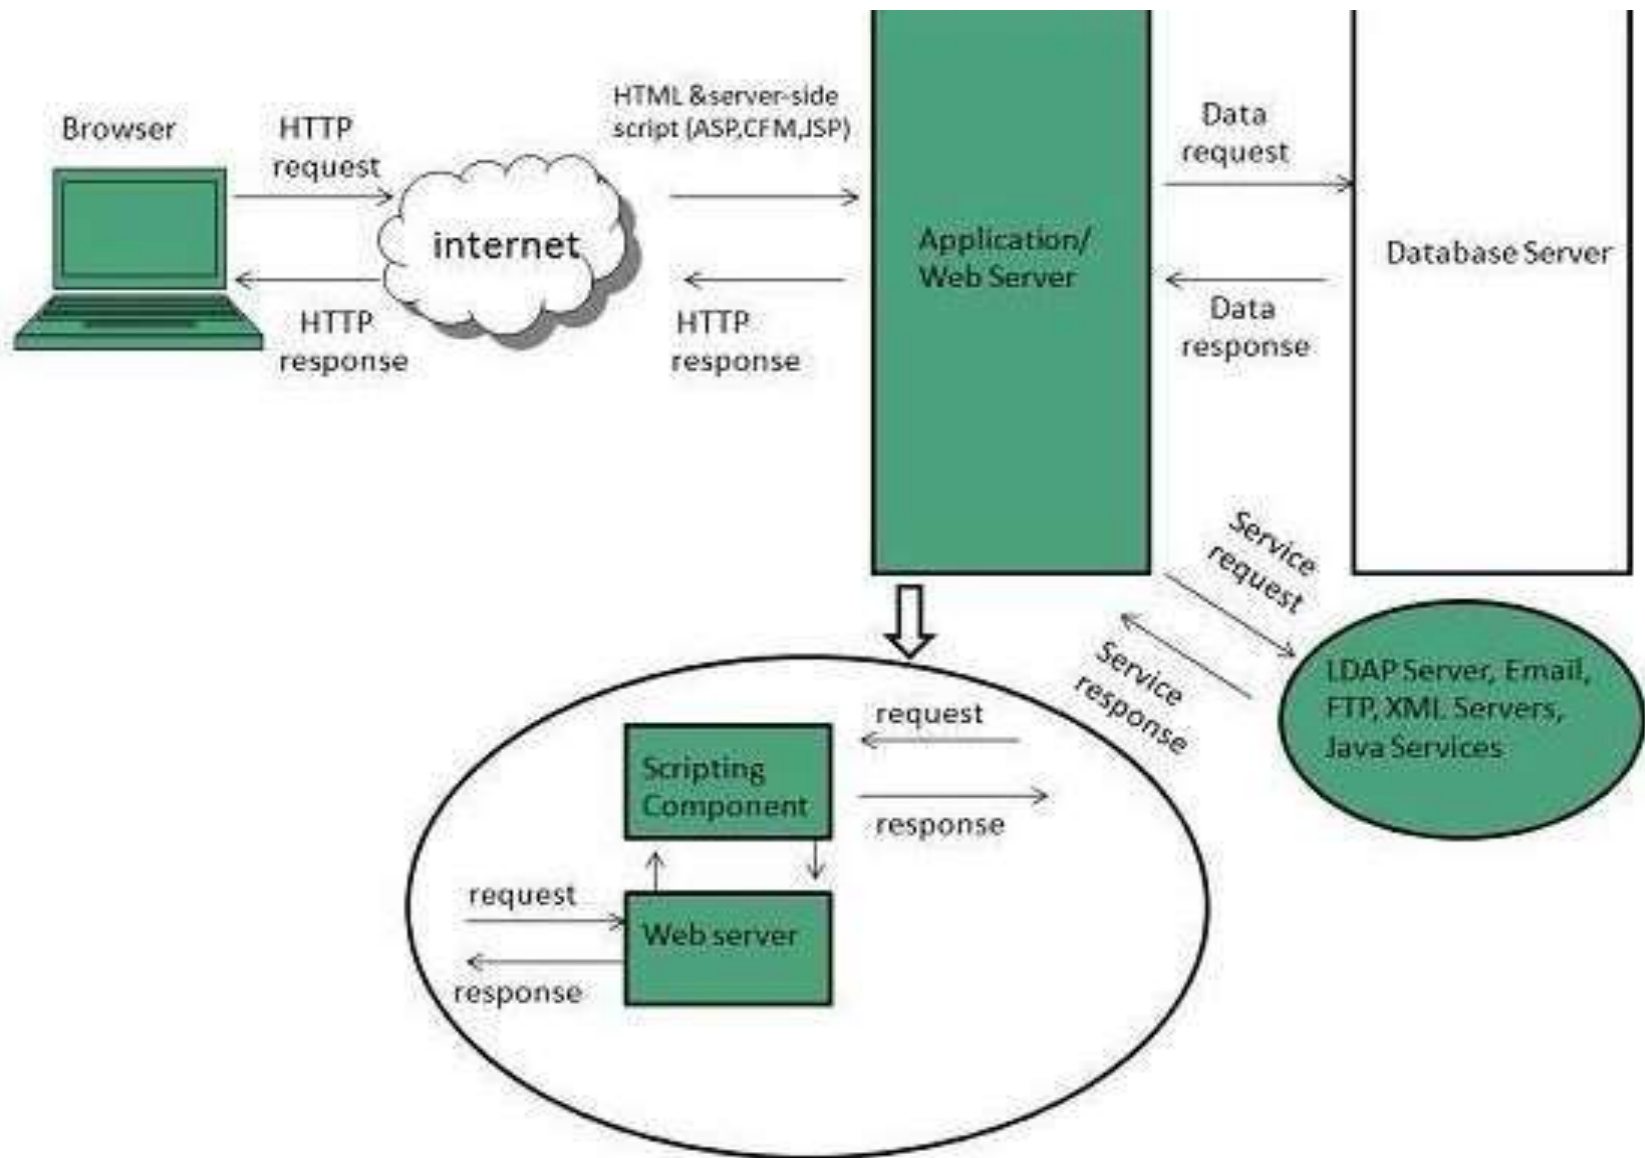 Browser
HTTP
request
HTTP
response
internet
HTML &server-side
script (ASP,CFM,JSP)
HTTP
response
Application/
Web Server
Data
request
Data
response
Database Server
Service
request
Service
response
LDAP Server, Email,
FTP, XML Servers,
Java Services
request
Scripting
Component
response
request
Web server
response